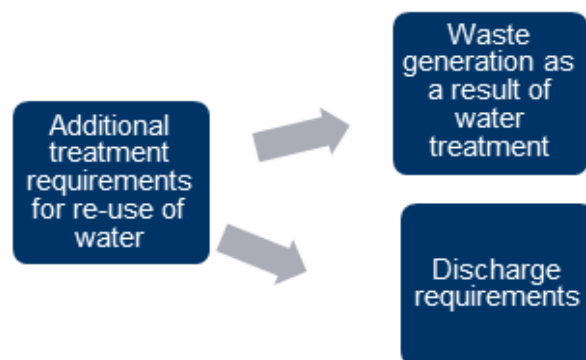 Additional
treatment
requirements
for re-use of
water
Waste
generation as
a result of
water
treatment
Discharge
requirements